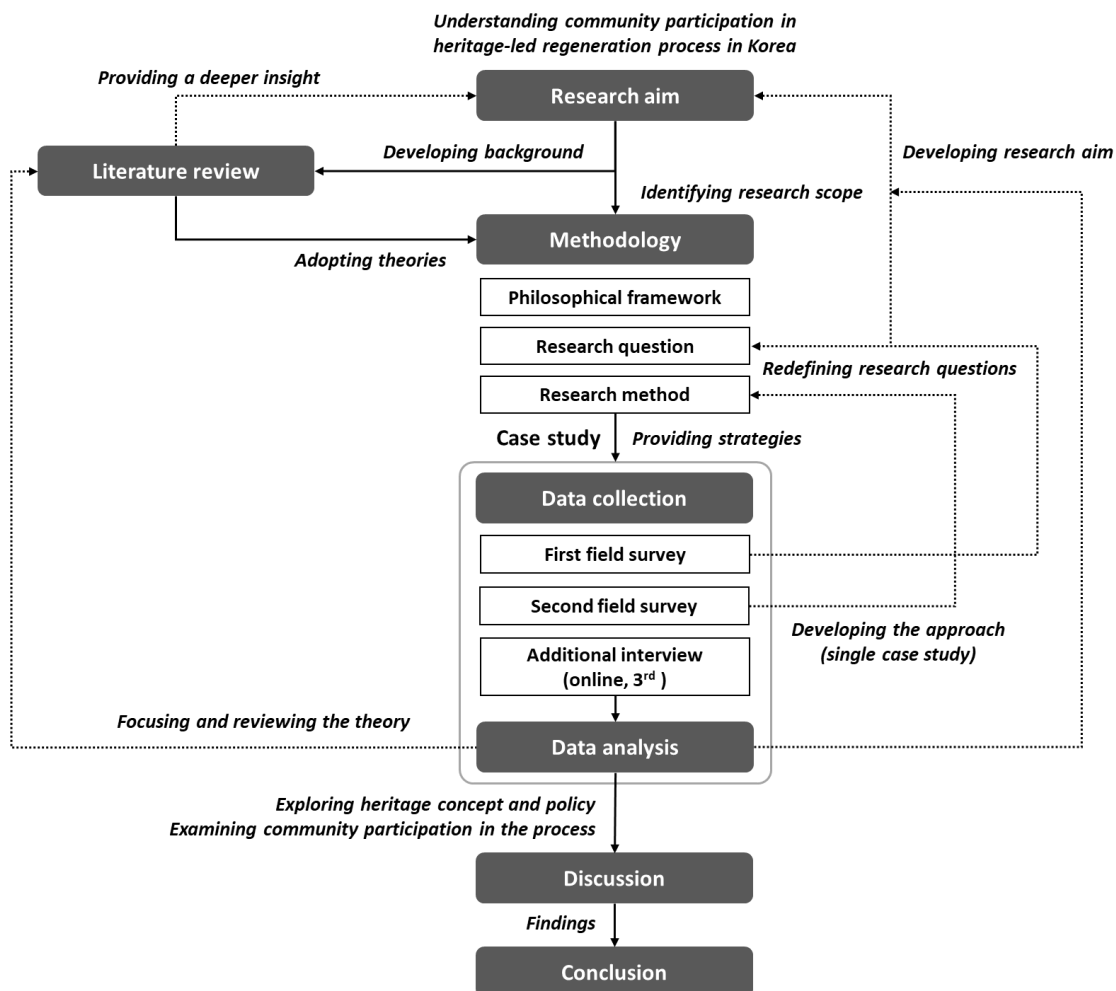 Understanding community participation in
heritage-led regeneration process in Korea
Providing a deeper insight
Research aim
Developing background
Developing research aim
Literature review
Identifying research scope
Methodology
Adopting theories
Philosophical framework
Research question
Redefining research questions
Research method
Case study
Providing strategies
Data collection
First field survey
Second field survey
Developing the approach
(single case study)
Additional interview
(online, 3rd )
Focusing and reviewing the theory
Data analysis
Exploring heritage concept and policy
Examining community participation in the process
Discussion
Findings
Conclusion